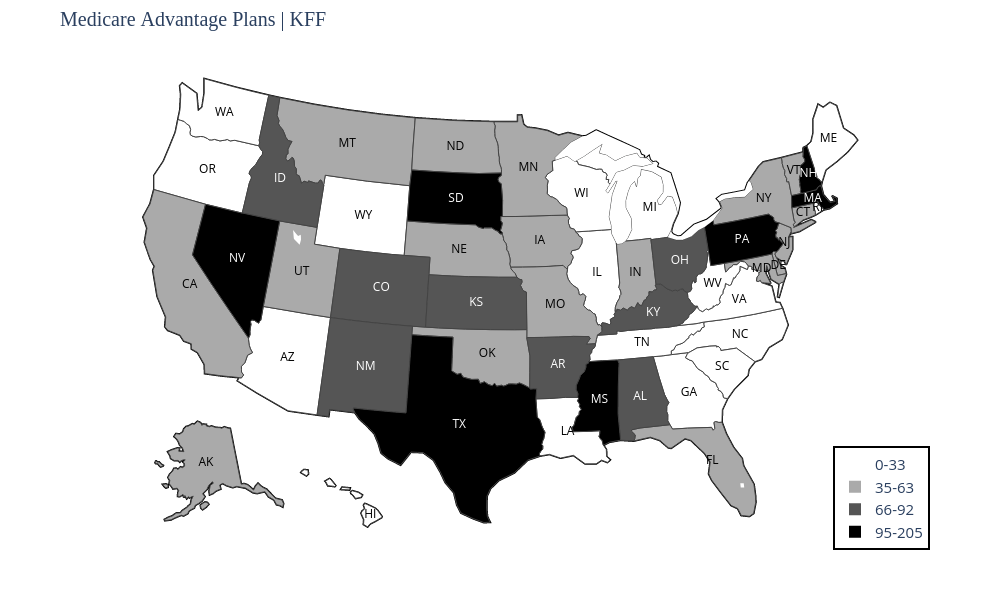 Medicare Advantage Plans | KFF
WA
ME
MT
ND
OR
MN
VT
NH
ID
SD
WI
NY
MA
WY
MI
CT
RI
IA
PA
NJ
NE
NV
UT
IL
IN
OH
MD
DE
CA
CO
WV
KS
VA
MO
KY
NC
TN
OK
AZ
NM
AR
SC
GA
MS
AL
TX
LA
FL
AK
HI
0-33
35-63
66-92
95-205